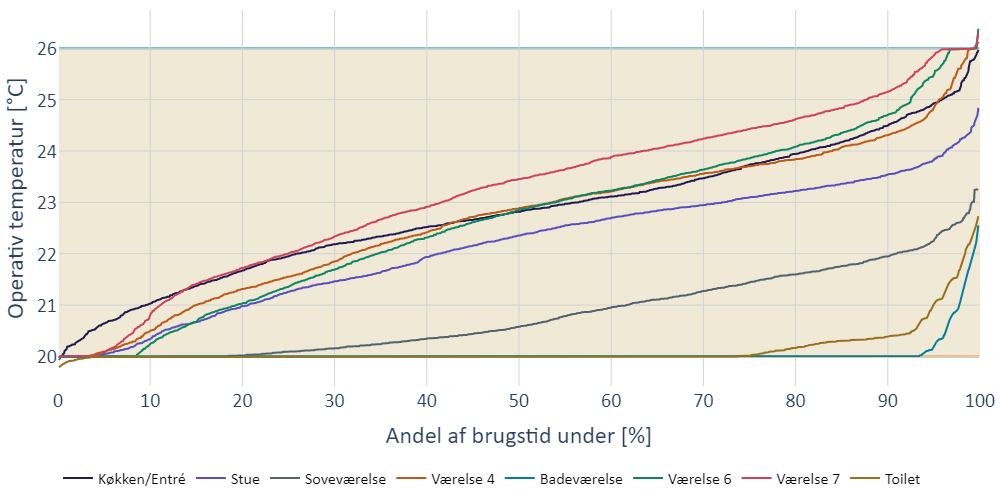 Operativ temperatur [°C]
26
25
24
23
22
21
20
0 10 20 30 40 50 60 70 80 90 100
Andel af brugstid under [%]
Køkken/Entré Stue Soveværelse Værelse 4 Badeværelse Værelse 6 Værelse 7 Toilet